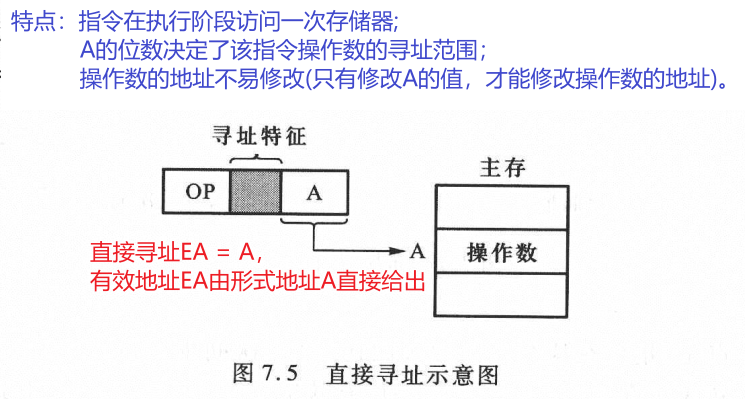 特点：指令在执行阶段访问一次存储器;
A的位数决定了该指令操作数的寻址范围；
操作数的地址不易修改(只有修改A的值，才能修改操作数的地址)。
寻址特征
主存
OP
A
A
操作数
直接寻址EA = A，
有效地址EA由形式地址A直接给出
图 7.5 直接寻址示意图